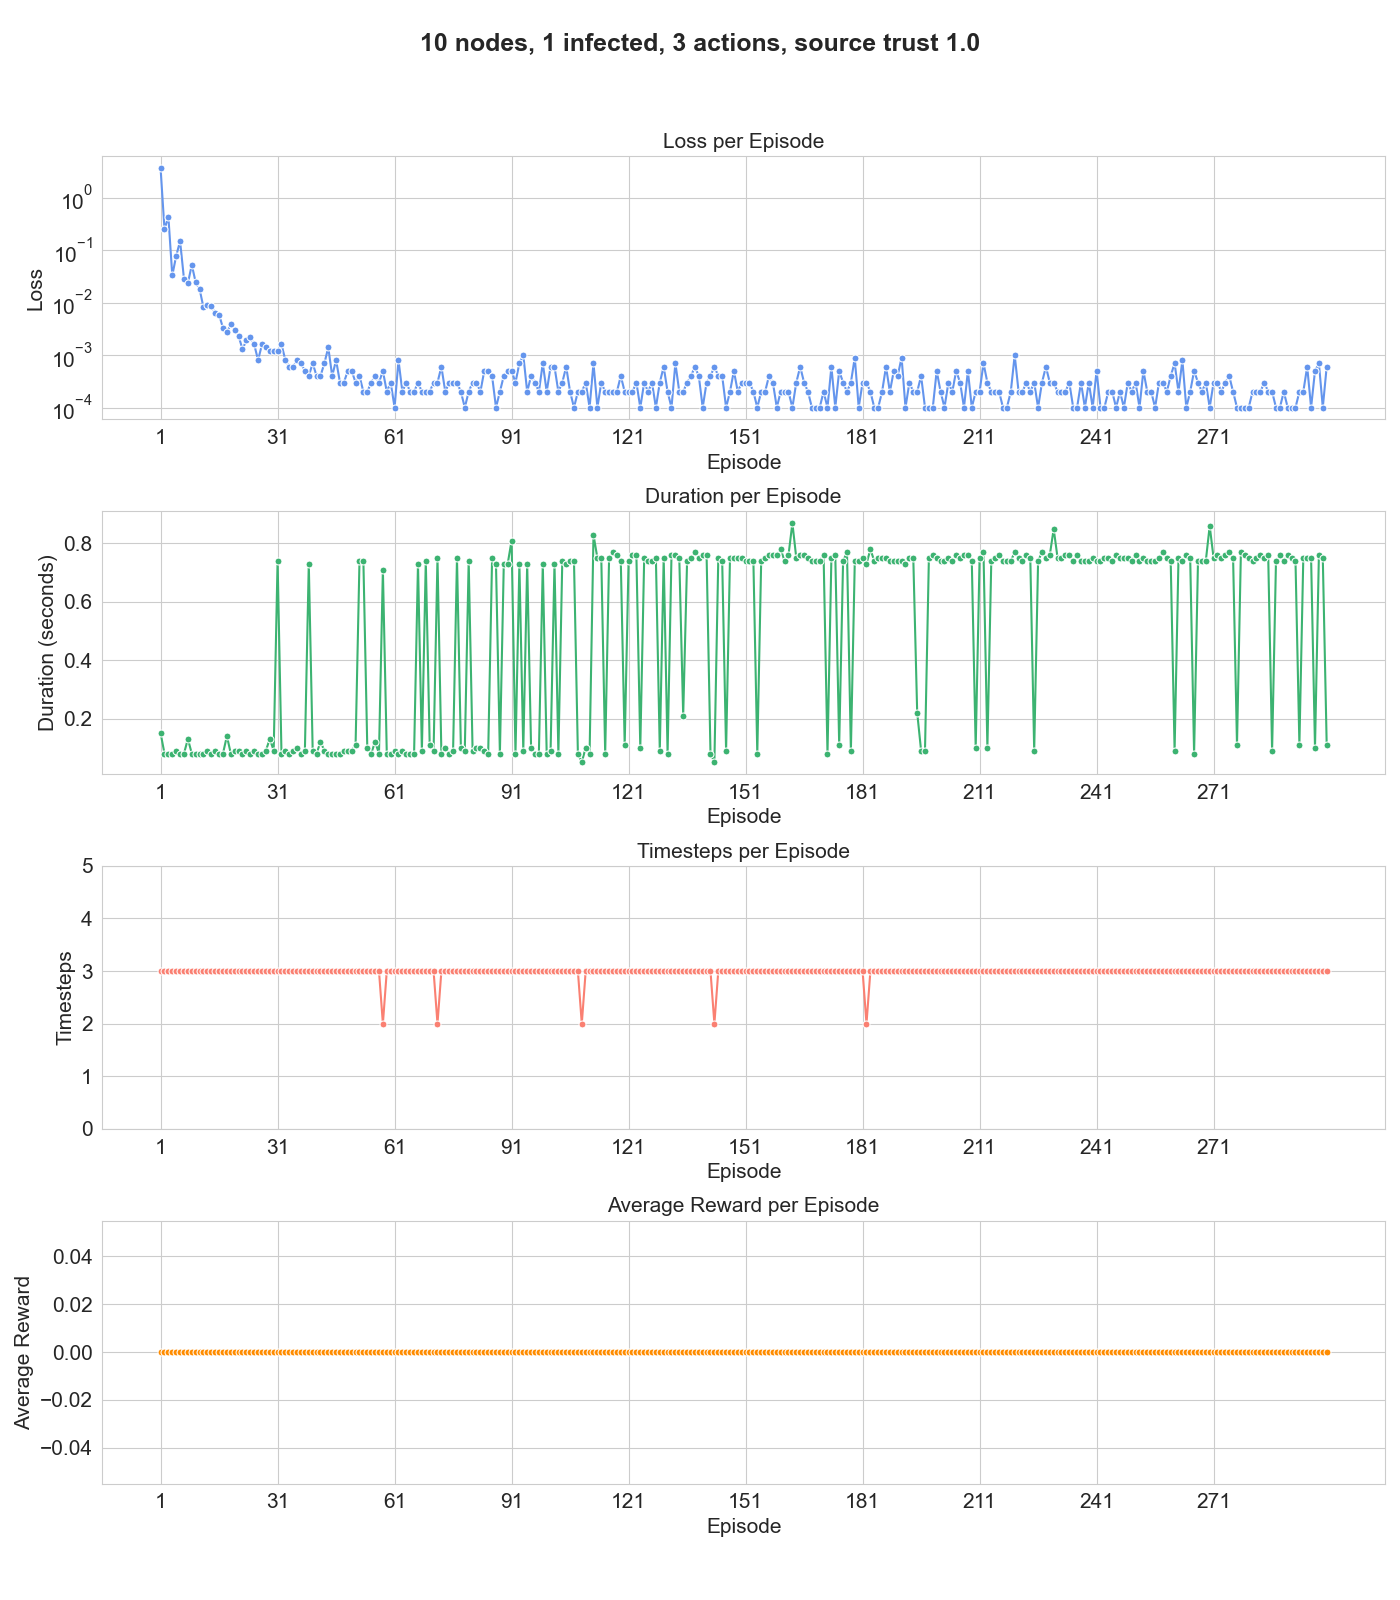 10 nodes, 1 infected, 3 actions, source trust 1.0
Loss per Episode
Loss
10⁰
10⁻¹
10⁻²
10⁻³
10⁻⁴
1 31 61 91 121 151 181 211 241 271
Episode
Duration per Episode
Duration (seconds)
0.8
0.6
0.4
0.2
1 31 61 91 121 151 181 211 241 271
Episode
Timesteps per Episode
Timesteps
5
4
3
2
1
0
1 31 61 91 121 151 181 211 241 271
Episode
Average Reward per Episode
Average Reward
0.04
0.02
0.00
−0.02
−0.04
1 31 61 91 121 151 181 211 241 271
Episode